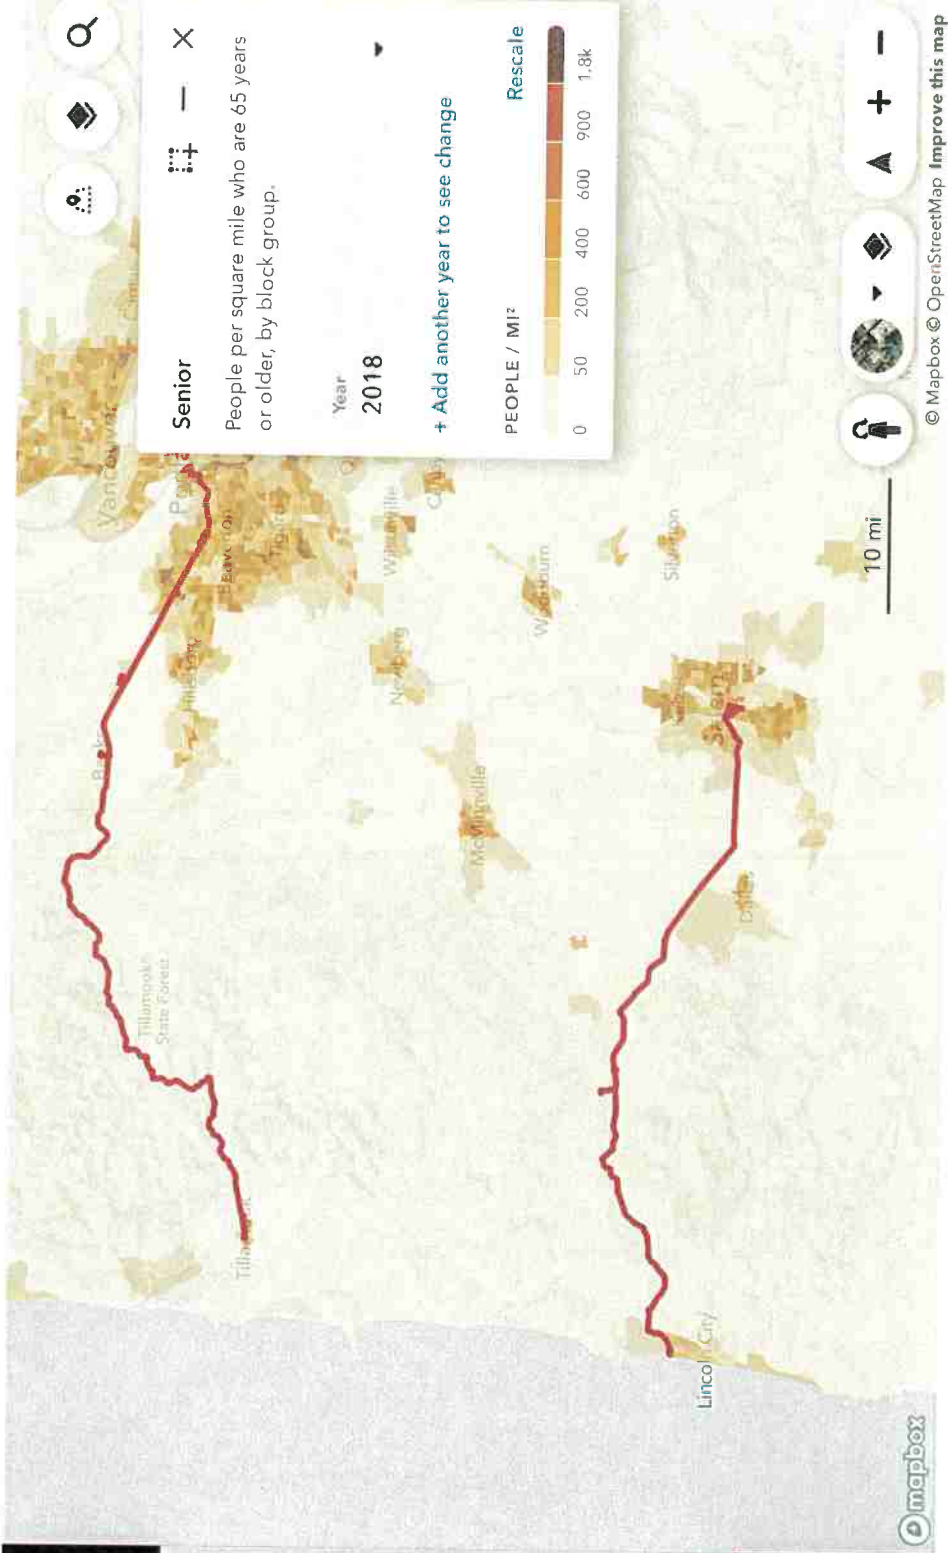 Senior
People per square mile who are 65 years
or older, by block group.
Year
2018
+ Add another year to see change
PEOPLE / MI²
Rescale
0 50 200 400 600 900 1.8k
Vancouver
Beaverton
Tigard
Hillsboro
Banks
Wilsonville
Canby
Newberg
Woodburn
Silverton
McMinnville
Tillamook
State Forest
Tillamook
Salem
Dallas
Lincoln City
10 mi
mapbox
© Mapbox © OpenStreetMap Improve this map